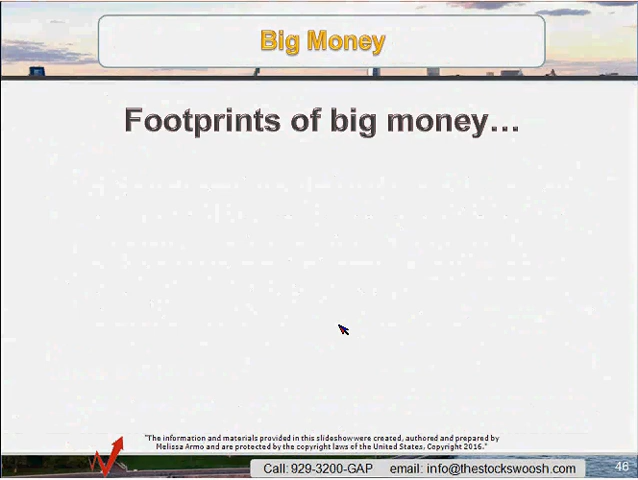 Big Money
Footprints of big money...
"The information and materials provided in this slideshow were created, authored and prepared by
Melissa Armo and are protected by the copyright laws of the United States. Copyright 2016."
Call: 929-3200-GAP email: info@thestockswoosh.com
46